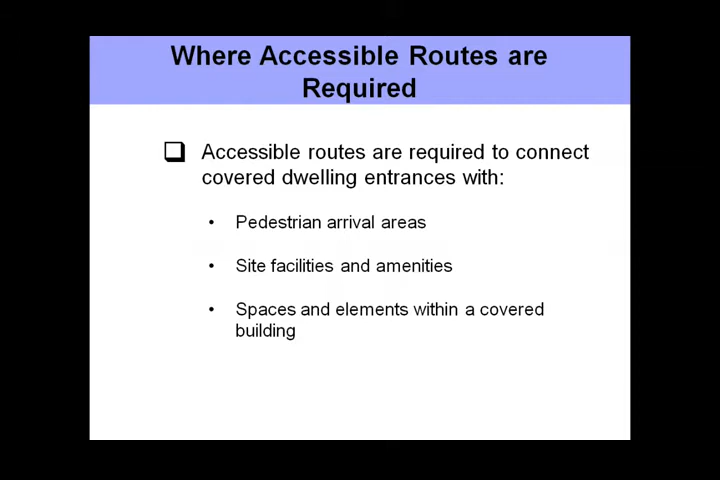 Where Accessible Routes are
Required
❑ Accessible routes are required to connect
covered dwelling entrances with:
• Pedestrian arrival areas
• Site facilities and amenities
• Spaces and elements within a covered
building